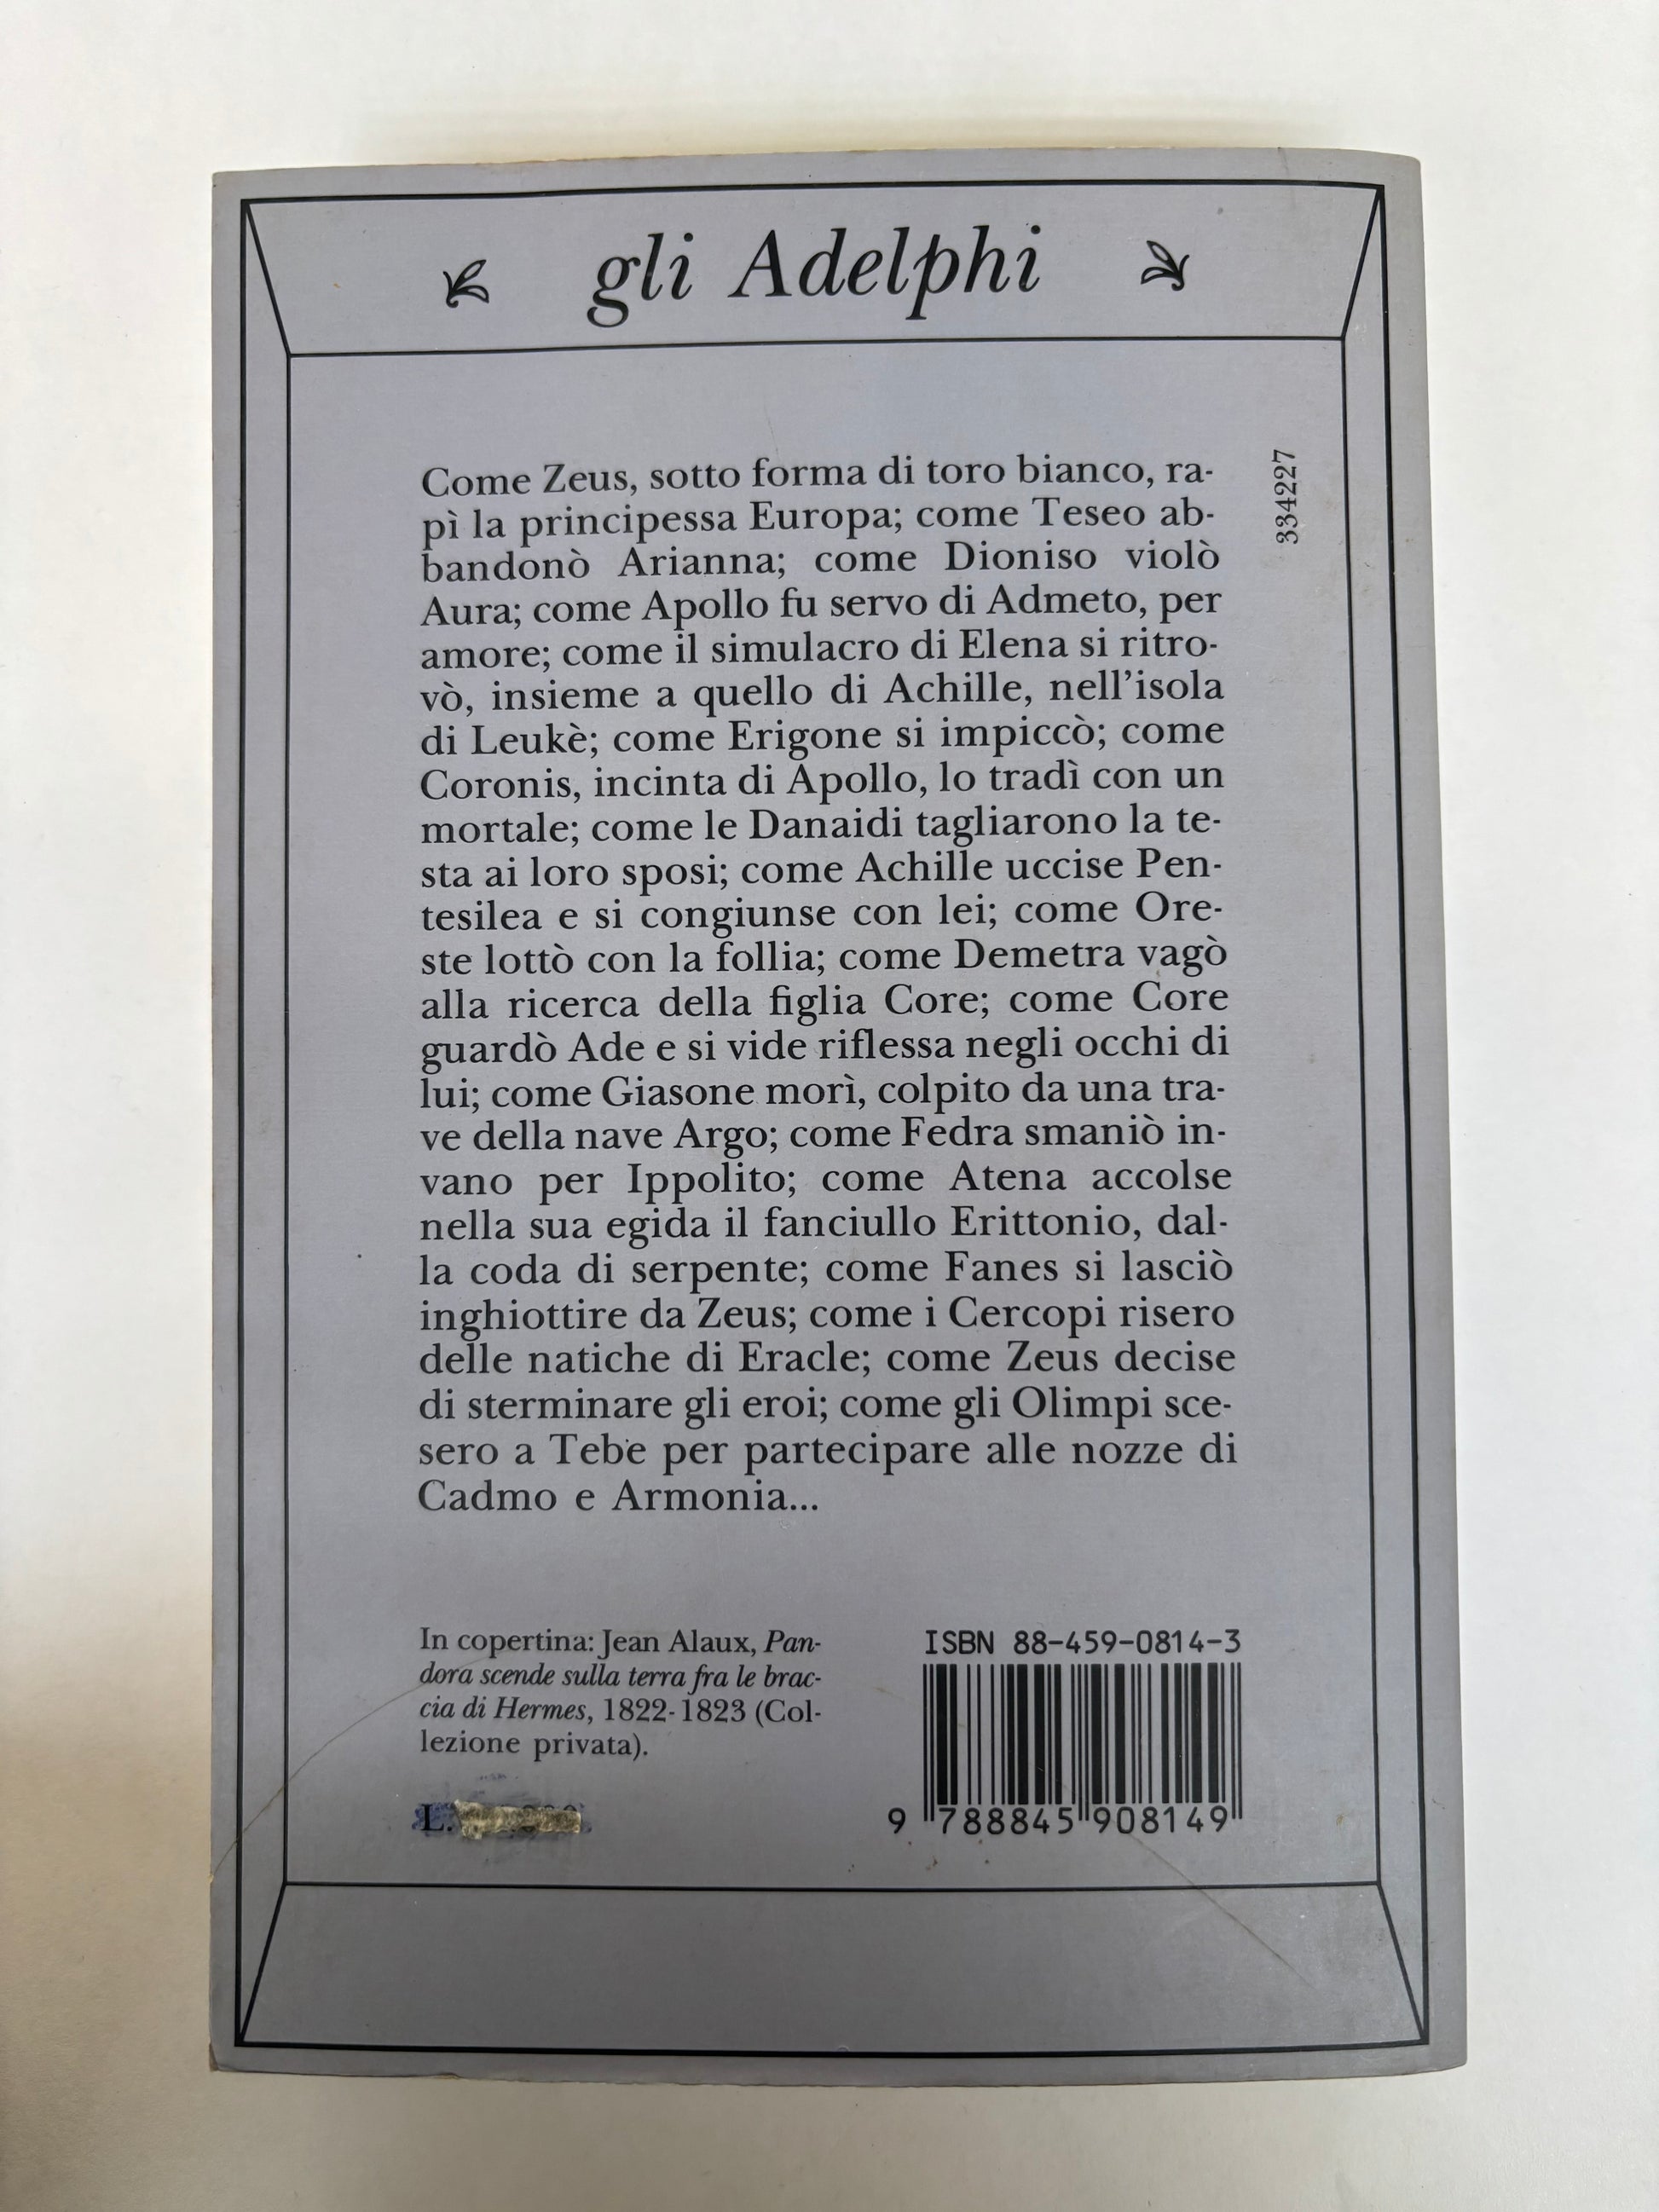 gli Adelphi
334227
Come Zeus, sotto forma di toro bianco, ra-
pì la principessa Europa; come Teseo ab-
bandonò Arianna; come Dioniso violò
Aura; come Apollo fu servo di Admeto, per
amore; come il simulacro di Elena si ritro-
vò, insieme a quello di Achille, nell'isola
di Leukè; come Erigone si impiccò; come
Coronis, incinta di Apollo, lo tradì con un
mortale; come le Danaidi tagliarono la te-
sta ai loro sposi; come Achille uccise Pen-
tesilea e si congiunse con lei; come Ore-
ste lottò con la follia; come Demetra vagò
alla ricerca della figlia Core; come Core
guardò Ade e si vide riflessa negli occhi di
lui; come Giasone morì, colpito da una tra-
ve della nave Argo; come Fedra smaniò in-
vano per Ippolito; come Atena accolse
nella sua egida il fanciullo Erittonio, dal-
la coda di serpente; come Fanes si lasciò
inghiottire da Zeus; come i Cercopi risero
delle natiche di Eracle; come Zeus decise
di sterminare gli eroi; come gli Olimpi sce-
sero a Tebe per partecipare alle nozze di
Cadmo e Armonia...
In copertina: Jean Alaux, Pan-
dora scende sulla terra fra le brac-
cia di Hermes, 1822-1823 (Col-
lezione privata).
L.
ISBN 88-459-0814-3
9 788845 908149